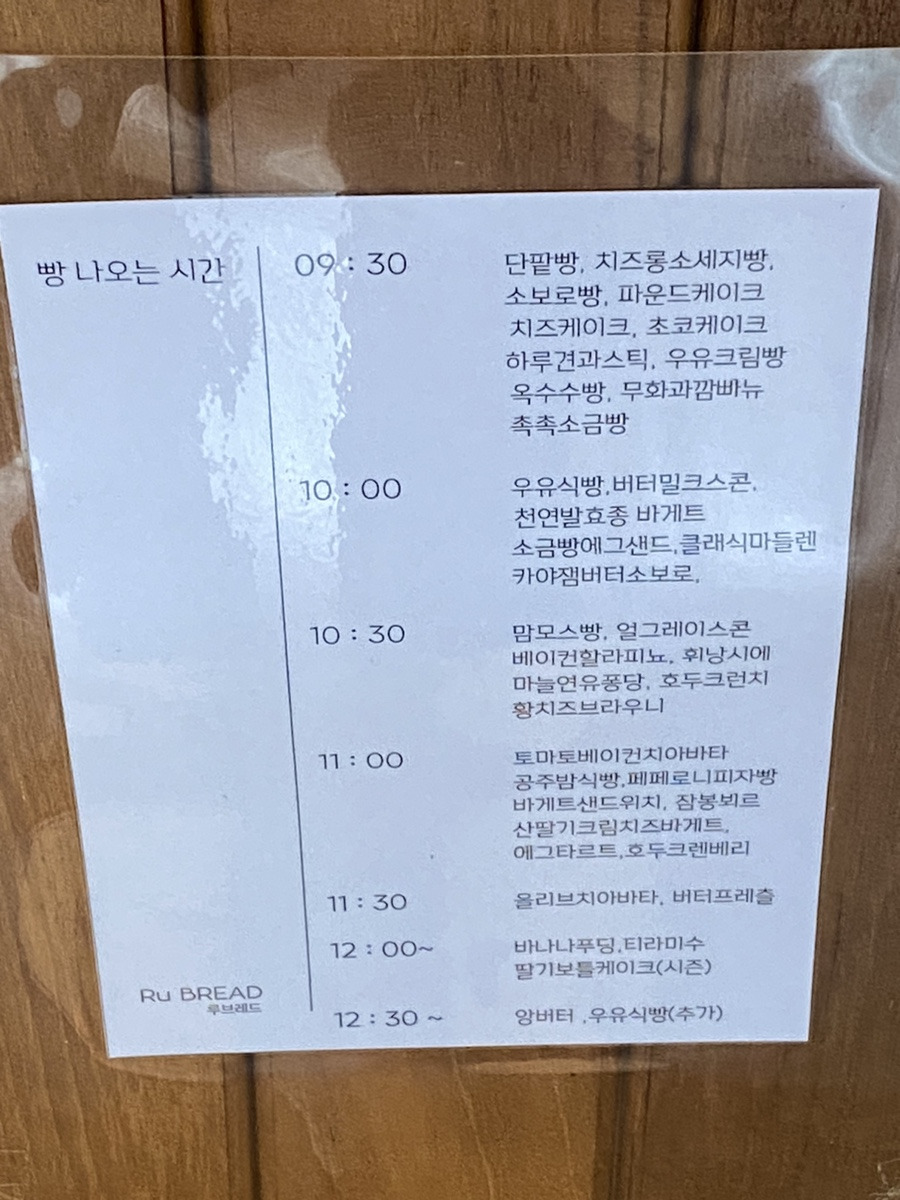 빵 나오는 시간
09 : 30
단팥빵, 치즈롱소세지빵,
소보로빵, 파운드케이크
치즈케이크, 초코케이크
하루견과스틱, 우유크림빵
옥수수빵, 무화과깜빠뉴
촉촉소금빵
10 : 00
우유식빵,버터밀크스콘.
천연발효종 바게트
소금빵에그샌드,클래식마들렌
카야잼버터소보로,
10 : 30
맘모스빵, 얼그레이스콘
베이컨할라피뇨, 휘낭시에
마늘연유퐁당, 호두크런치
황치즈브라우니
11 : 00
토마토베이컨치아바타
공주밤식빵,페페로니피자빵
바게트샌드위치, 잠봉뵈르
산딸기크림치즈바게트,
에그타르트,호두크렌베리
11 : 30
올리브치아바타, 버터프레즐
12 : 00~
바나나푸딩,티라미수
딸기보틀케이크(시즌)
12 : 30 ~
앙버터 ,우유식빵(추가)
Ru BREAD
루브레드